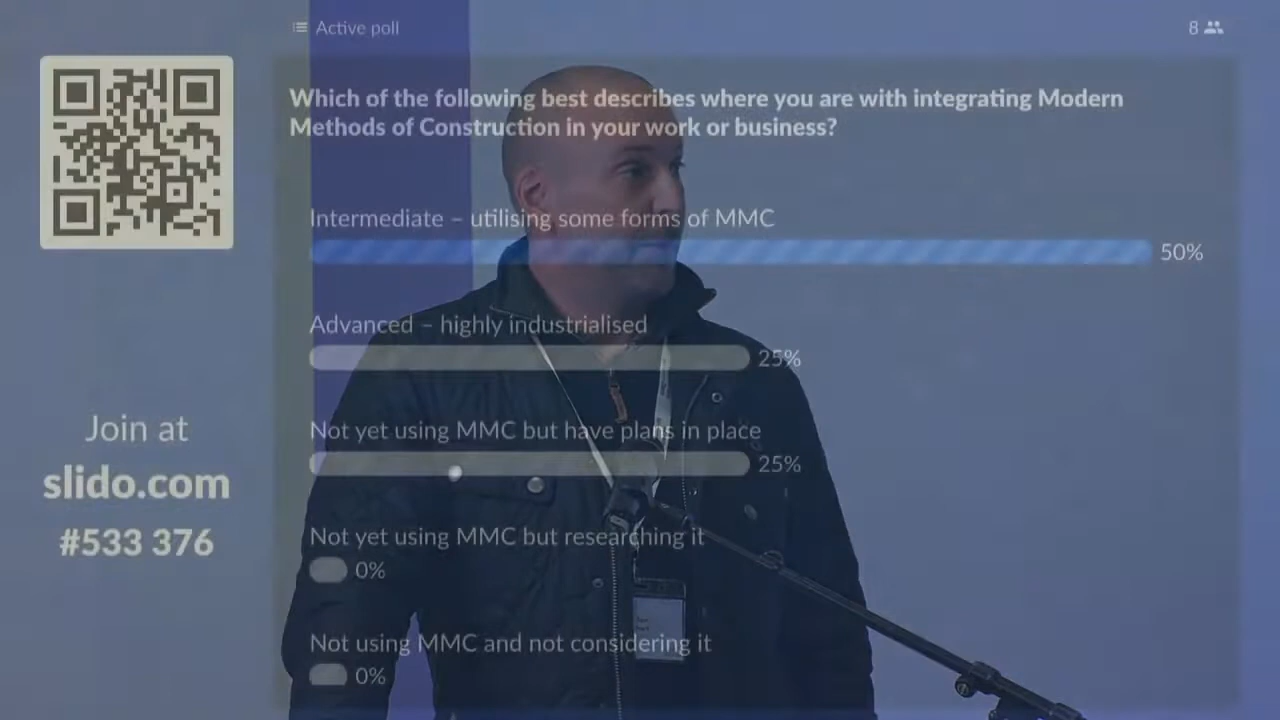 Active poll
8
Which of the following best describes where you are with integrating Modern
Methods of Construction in your work or business?
Intermediate – utilising some forms of MMC
50%
Advanced – highly industrialised
25%
Not yet using MMC but have plans in place
25%
Not yet using MMC but researching it
0%
Not using MMC and not considering it
0%
Join at
slido.com
#533 376